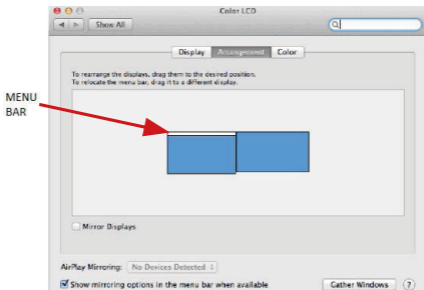 Color LCD
Show All
Display Arrangement Color
To rearrange the displays, drag them to the desired position.
To relocate the menu bar, drag it to a different display.
MENU
BAR
Mirror Displays
AirPlay Mirroring: No Devices Detected
Show mirroring options in the menu bar when available
Gather Windows ?